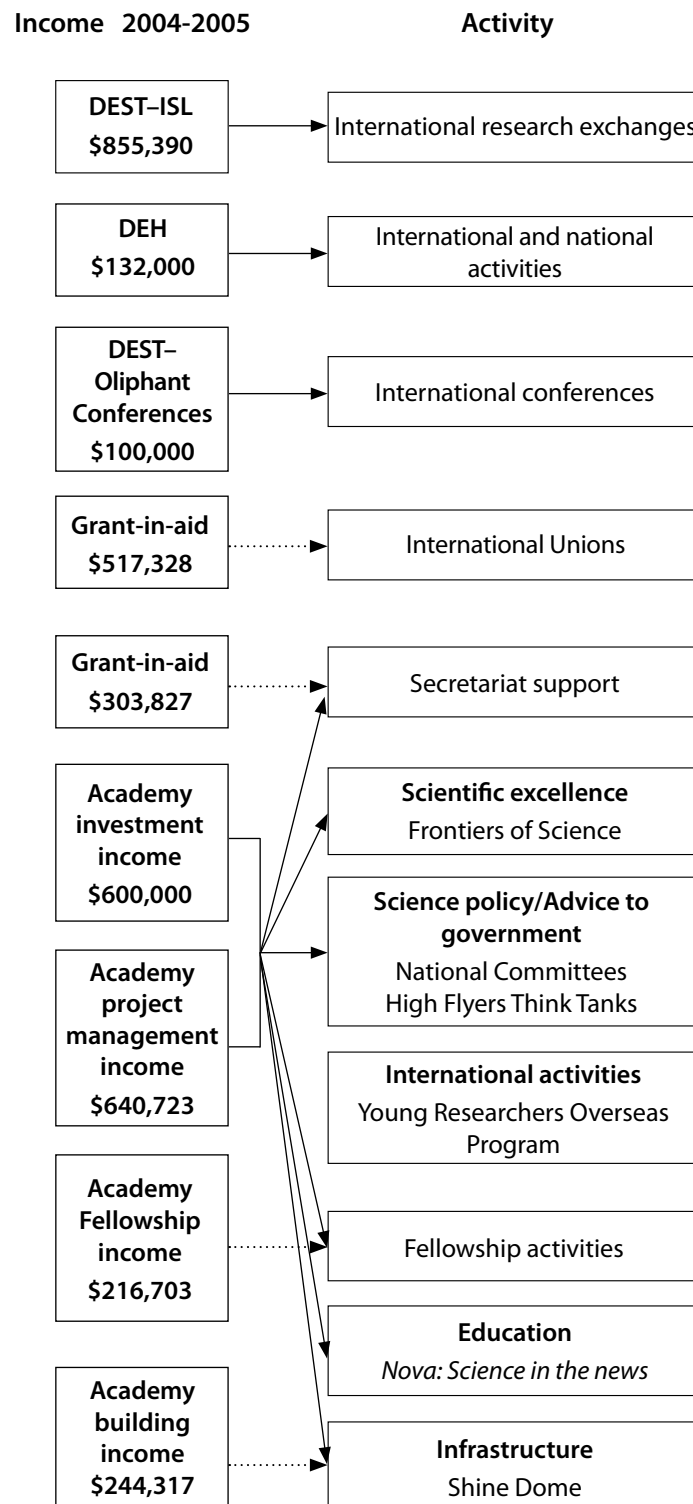 Income 2004-2005 Activity
DEST–ISL
$855,390
International research exchanges
DEH
$132,000
International and national
activities
DEST–
Oliphant
Conferences
$100,000
International conferences
Grant-in-aid
$517,328
International Unions
Grant-in-aid
$303,827
Secretariat support
Academy
investment
income
$600,000
Scientific excellence
Frontiers of Science
Science policy/Advice to
government
National Committees
High Flyers Think Tanks
Academy
project
management
income
$640,723
International activities
Young Researchers Overseas
Program
Academy
Fellowship
income
$216,703
Fellowship activities
Education
Nova: Science in the news
Academy
building
income
$244,317
Infrastructure
Shine Dome